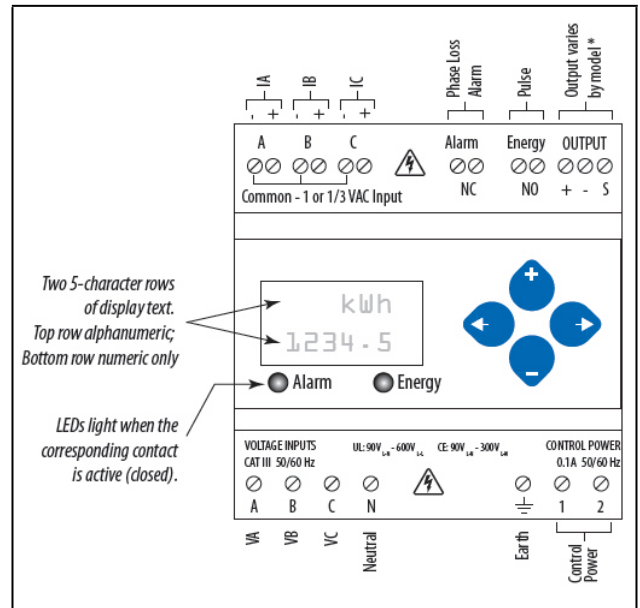 IA
IB
IC
Phase Loss
Alarm
Pulse
Output varies
by model *
- + - + - +
A B C Alarm Energy OUTPUT
NC NO + - S
Common - 1 or 1/3 VAC Input
Two 5-character rows
of display text.
Top row alphanumeric;
Bottom row numeric only
kWh
1234.5
+
-
Alarm Energy
LEDs light when the
corresponding contact
is active (closed).
VOLTAGE INPUTS UL: 90V L-N - 600V L-L CE: 90V L-N - 300V L-N CONTROL POWER
CAT III 50/60 Hz 0.1A 50/60 Hz
A B C N 1 2
VA
VB
VC
Neutral
Earth
Control
Power